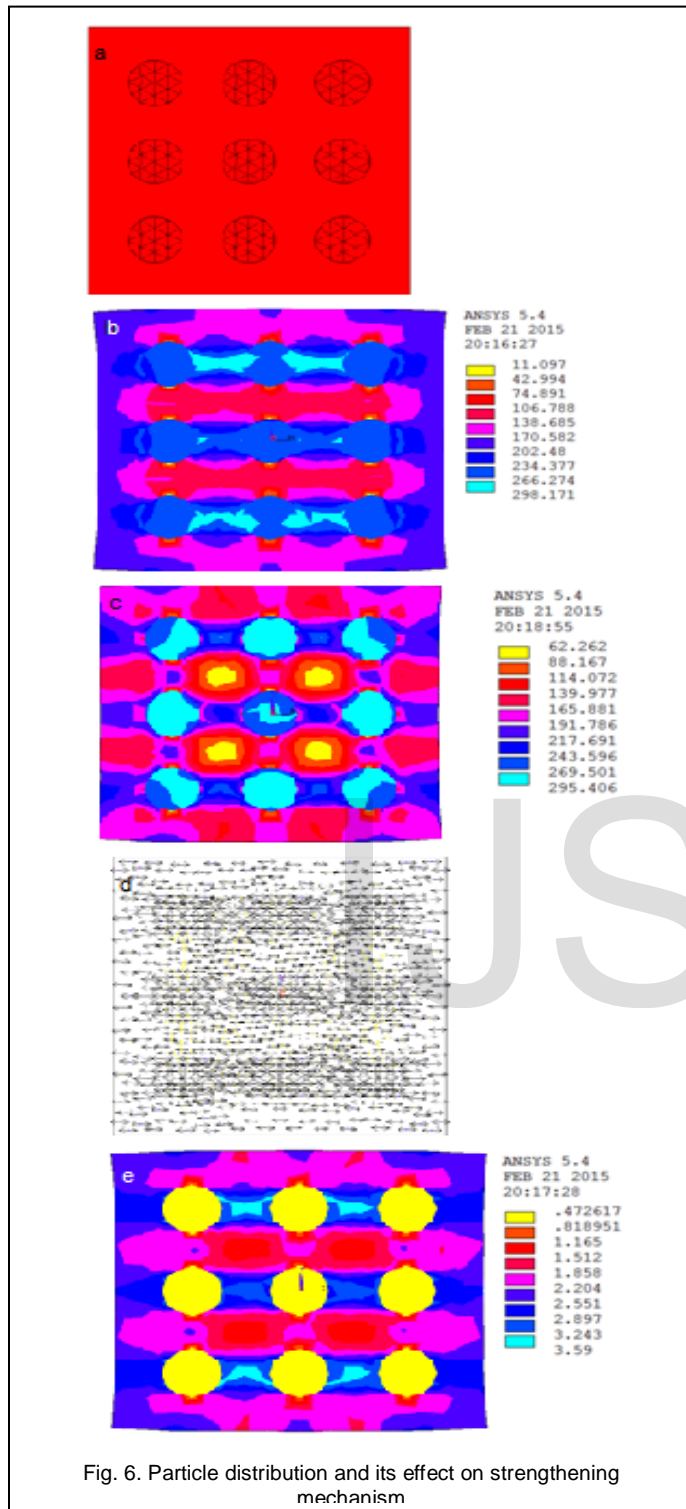 a
b
ANSYS 5.4
FEB 21 2015
20:16:27
11.097
42.994
74.891
106.788
138.685
170.582
202.48
234.377
266.274
298.171
c
ANSYS 5.4
FEB 21 2015
20:18:55
62.262
88.167
114.072
139.977
165.881
191.786
217.691
243.596
269.501
295.406
d
IJS
e
ANSYS 5.4
FEB 21 2015
20:17:28
.472617
.818951
1.165
1.512
1.858
2.204
2.551
2.897
3.243
3.59
Fig. 6. Particle distribution and its effect on strengthening
mechanism